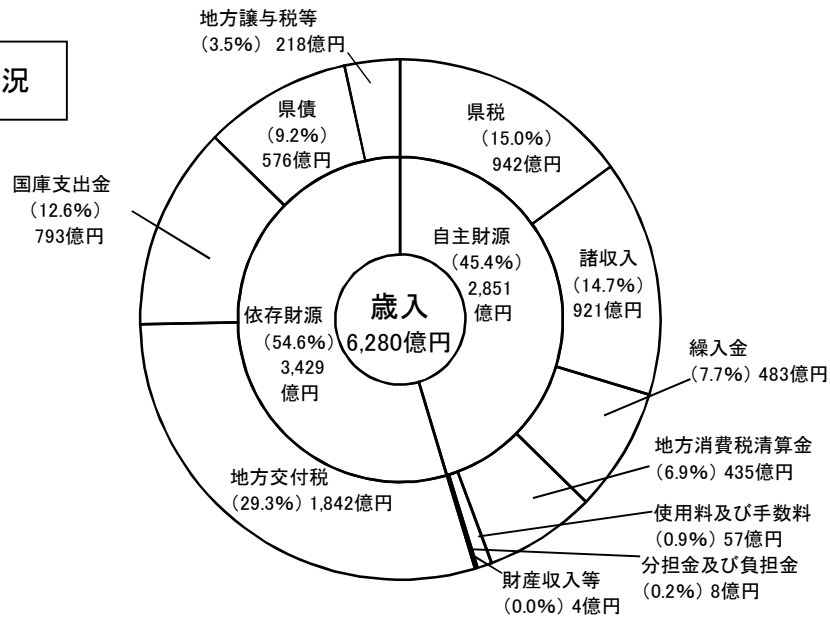 況
地方譲与税等
(3.5%) 218億円
県債
(9.2%)
576億円
国庫支出金
(12.6%)
793億円
県税
(15.0%)
942億円
自主財源
(45.4%)
2,851
億円
諸収入
(14.7%)
921億円
歳入
6,280億円
依存財源
(54.6%)
3,429
億円
繰入金
(7.7%) 483億円
地方消費税清算金
(6.9%) 435億円
地方交付税
(29.3%) 1,842億円
使用料及び手数料
(0.9%) 57億円
分担金及び負担金
(0.2%) 8億円
財産収入等
(0.0%) 4億円